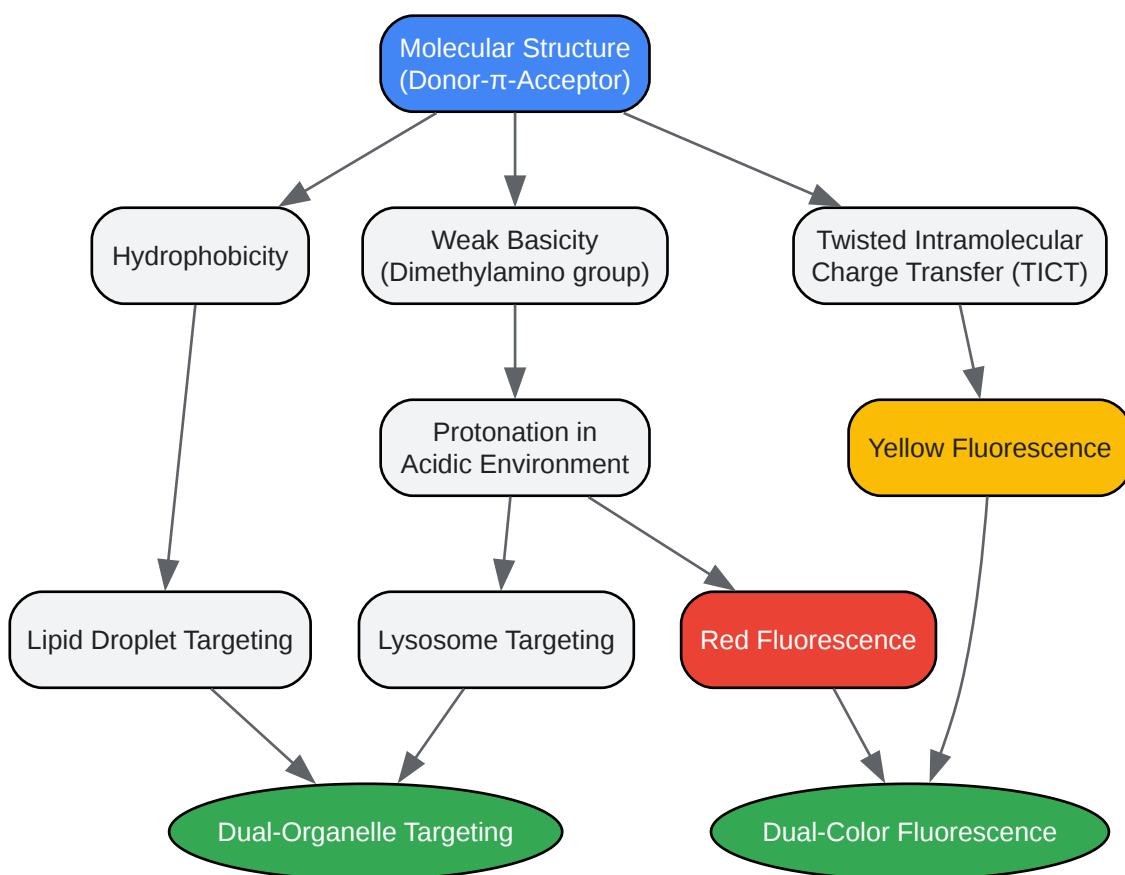 Molecular Structure
(Donor-π-Acceptor)
Hydrophobicity
Weak Basicity
(Dimethylamino group)
Twisted Intramolecular
Charge Transfer (TICT)
Protonation in
Acidic Environment
Yellow Fluorescence
Lipid Droplet Targeting
Lysosome Targeting
Red Fluorescence
Dual-Organelle Targeting
Dual-Color Fluorescence